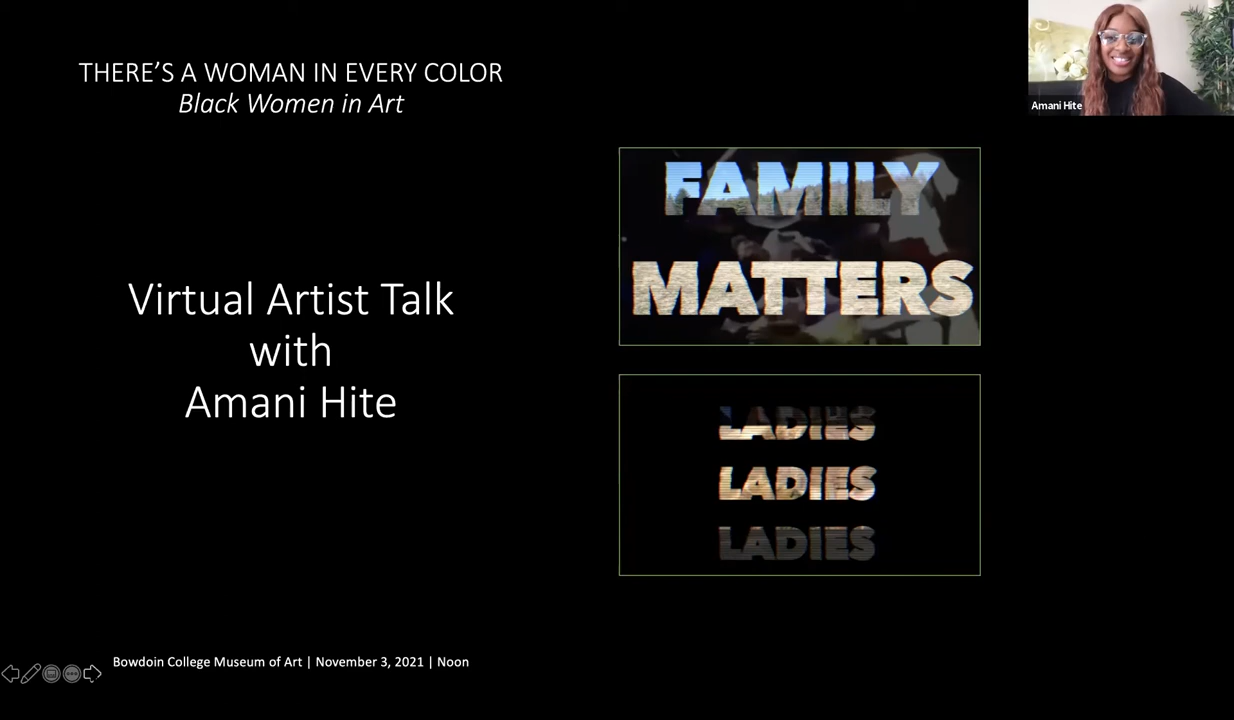 THERE'S A WOMAN IN EVERY COLOR
Black Women in Art
Amani Hite
FAMILY
MATTERS
Virtual Artist Talk
with
Amani Hite
LADIES
LADIES
LADIES
Bowdoin College Museum of Art | November 3, 2021 | Noon